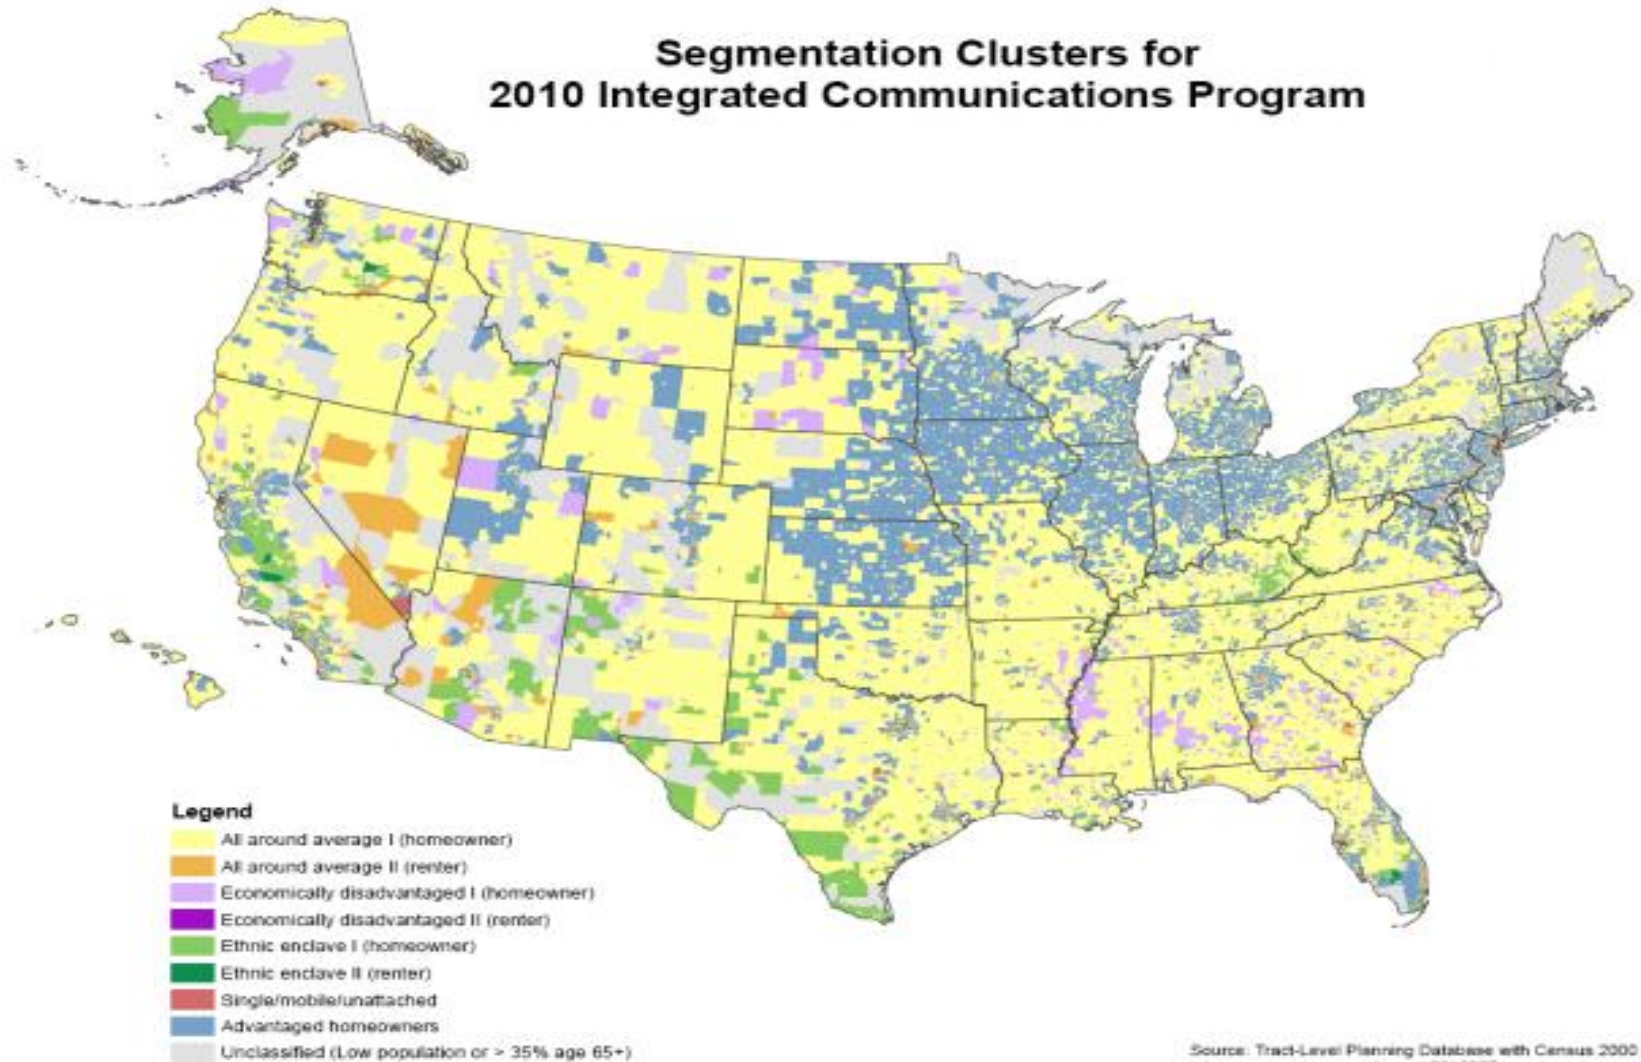 Segmentation Clusters for
2010 Integrated Communications Program
Legend
All around average I (homeowner)
All around average II (renter)
Economically disadvantaged I (homeowner)
Economically disadvantaged II (renter)
Ethnic enclave I (homeowner)
Ethnic enclave II (renter)
Single/mobile/unattached
Advantaged homeowners
Unclassified (Low population or > 35% age 65+)
Source: Tract-Level Planning Database with Census 2000